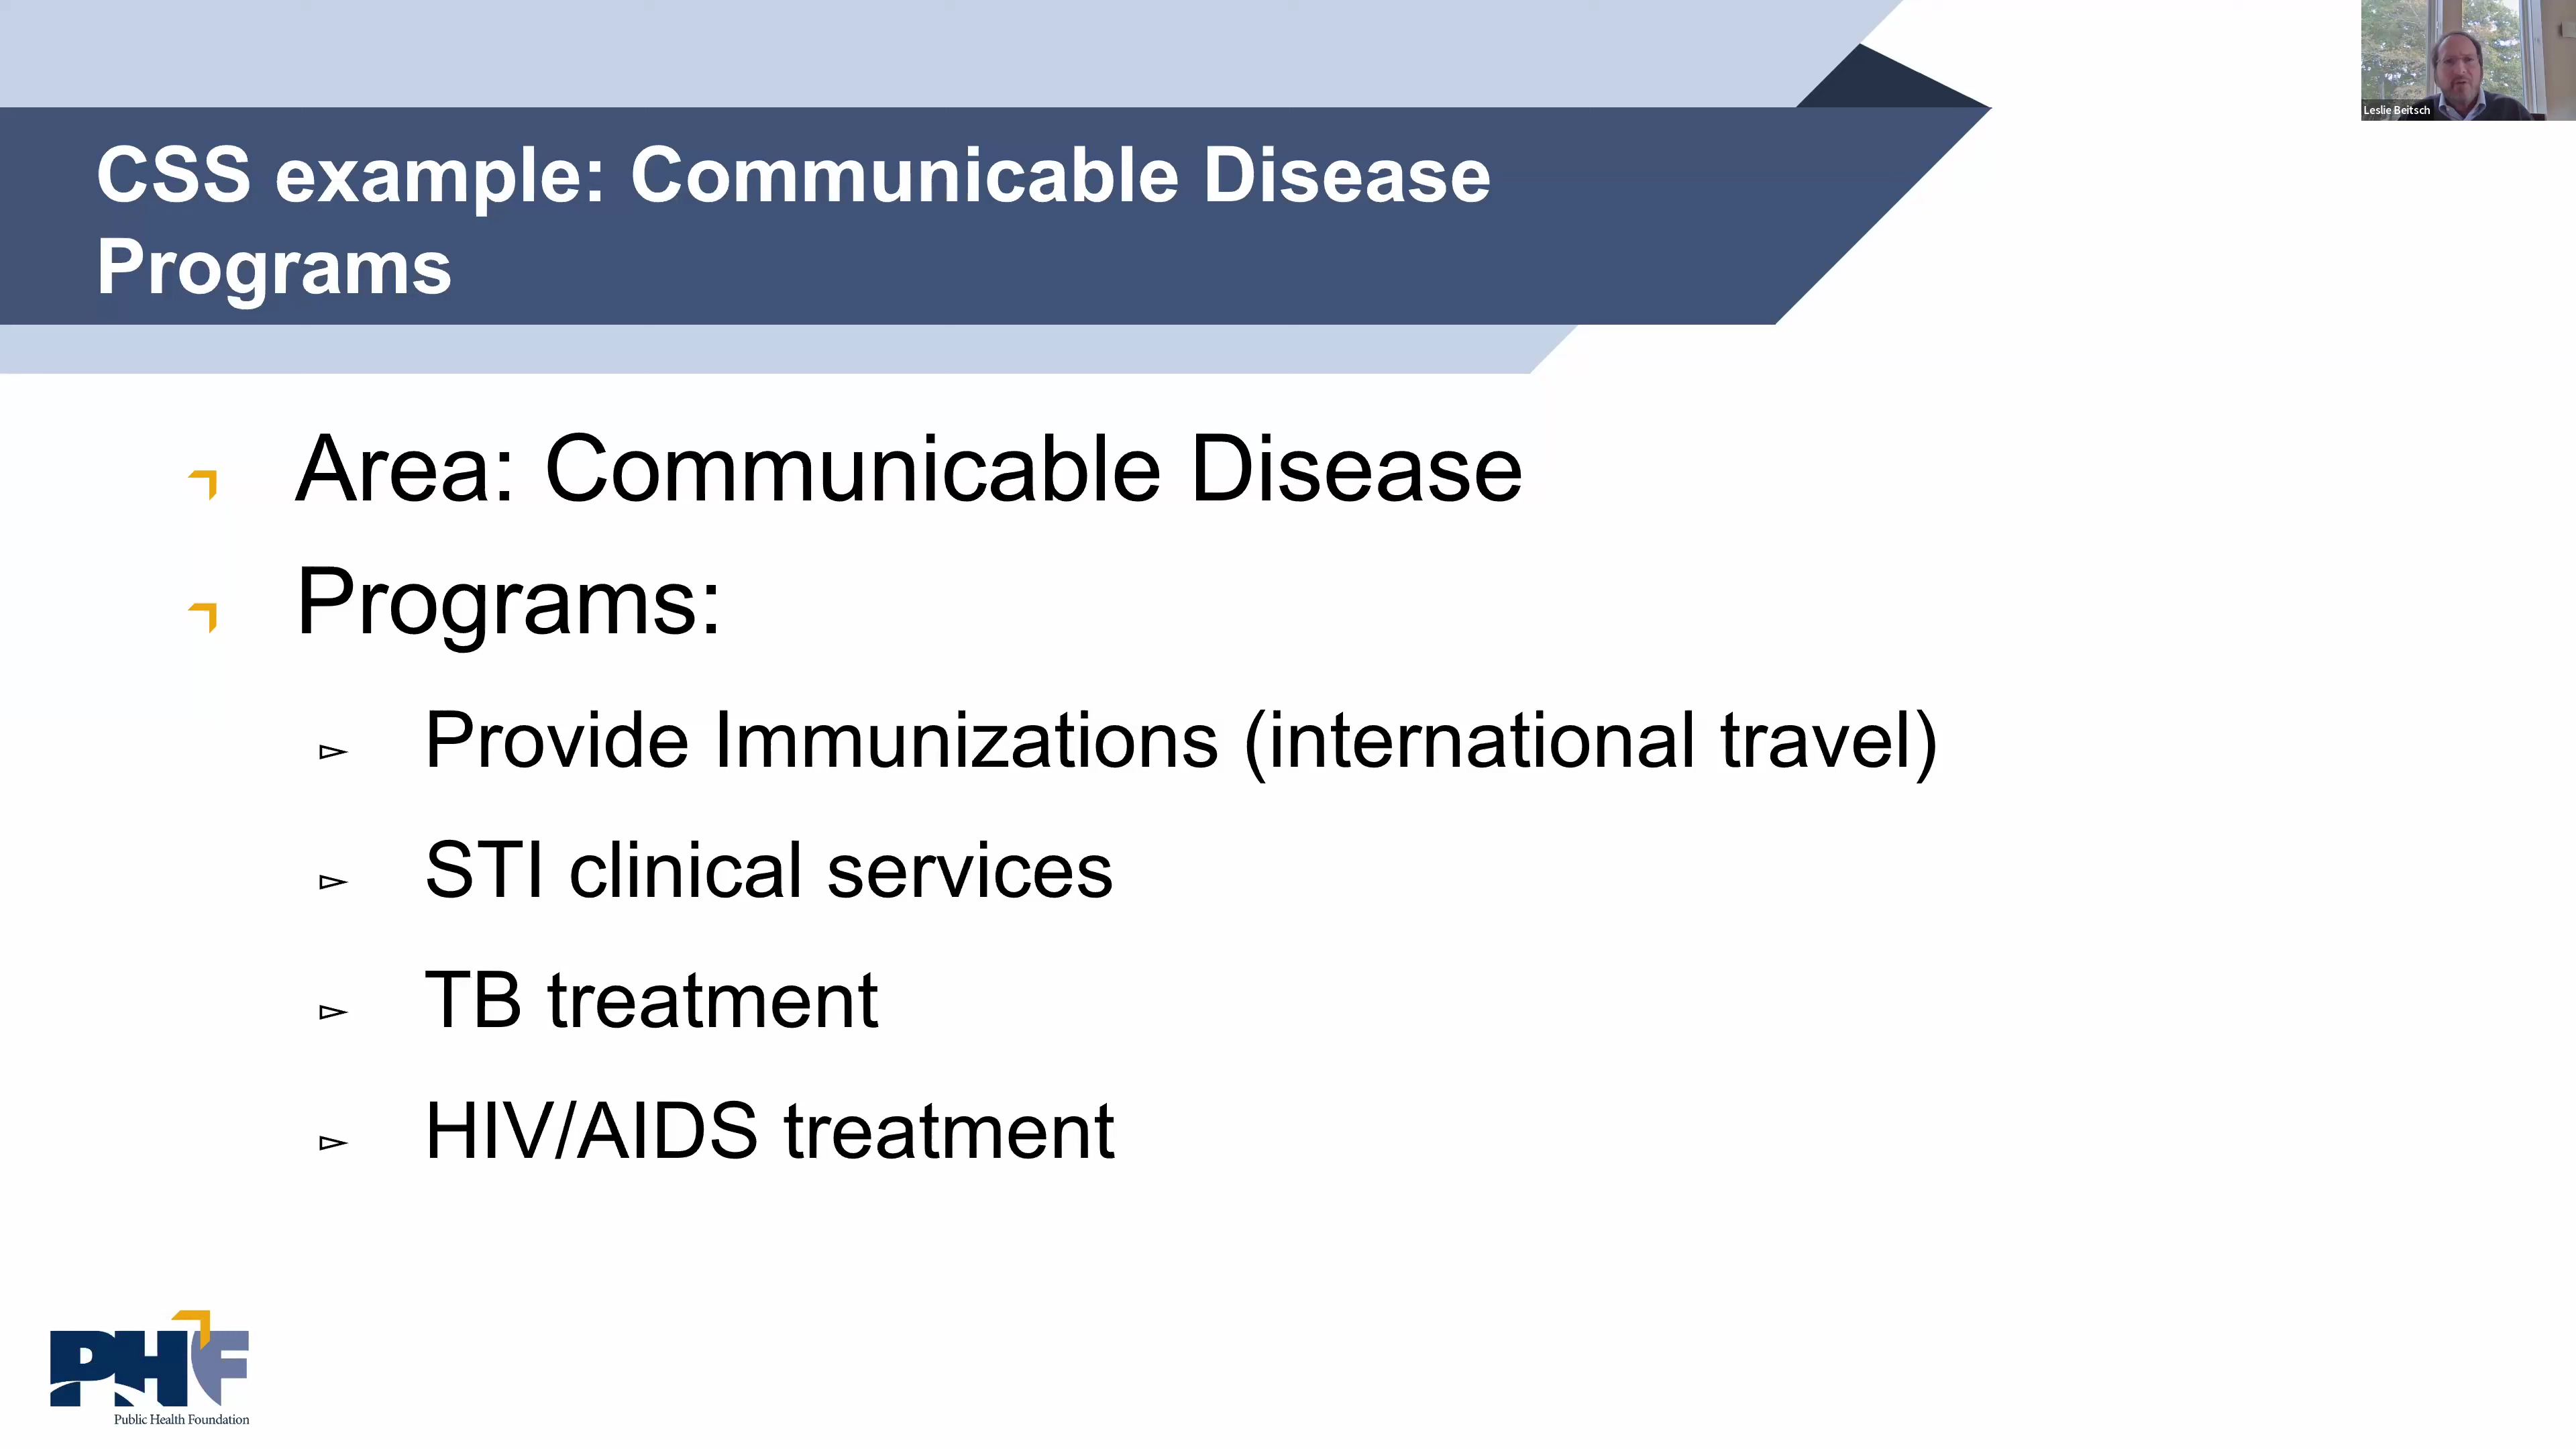 Leslie Beitsch
CSS example: Communicable Disease
Programs
Area: Communicable Disease
Programs:
Provide Immunizations (international travel)
STI clinical services
TB treatment
HIV/AIDS treatment
PHF
Public Health Foundation